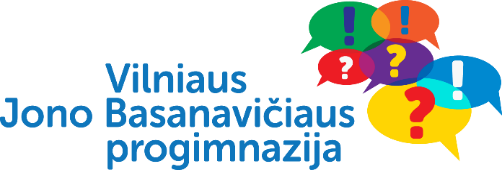 ! !
? ? !
?
Vilniaus
Jono Basanavičiaus
progimnazija